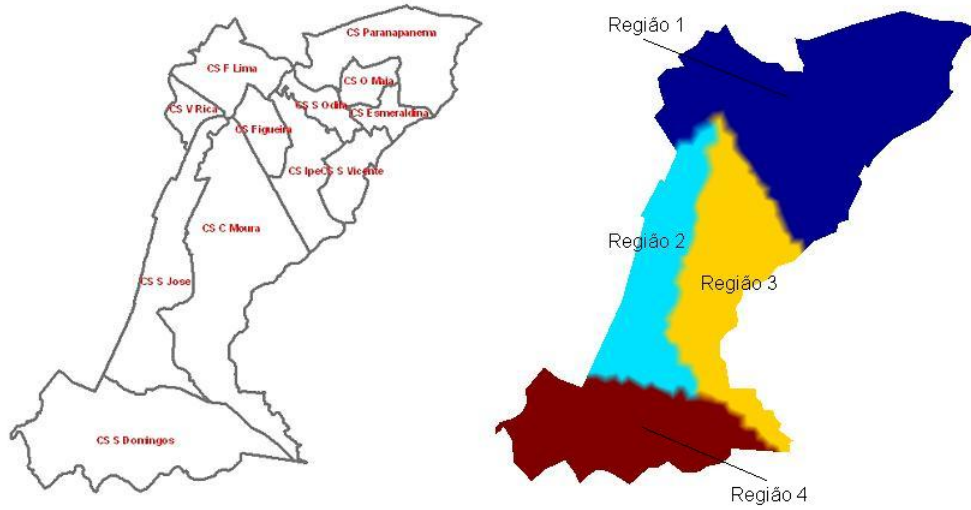 CS Paranapanema
CS F Lima
CS O Maia
CS V Rica
CS S Odila
CS Esmeraldina
CS Figueira
CS Ipe
CS S Vicente
CS C Moura
CS S Jose
CS S Domingos
Região 1
Região 2
Região 3
Região 4